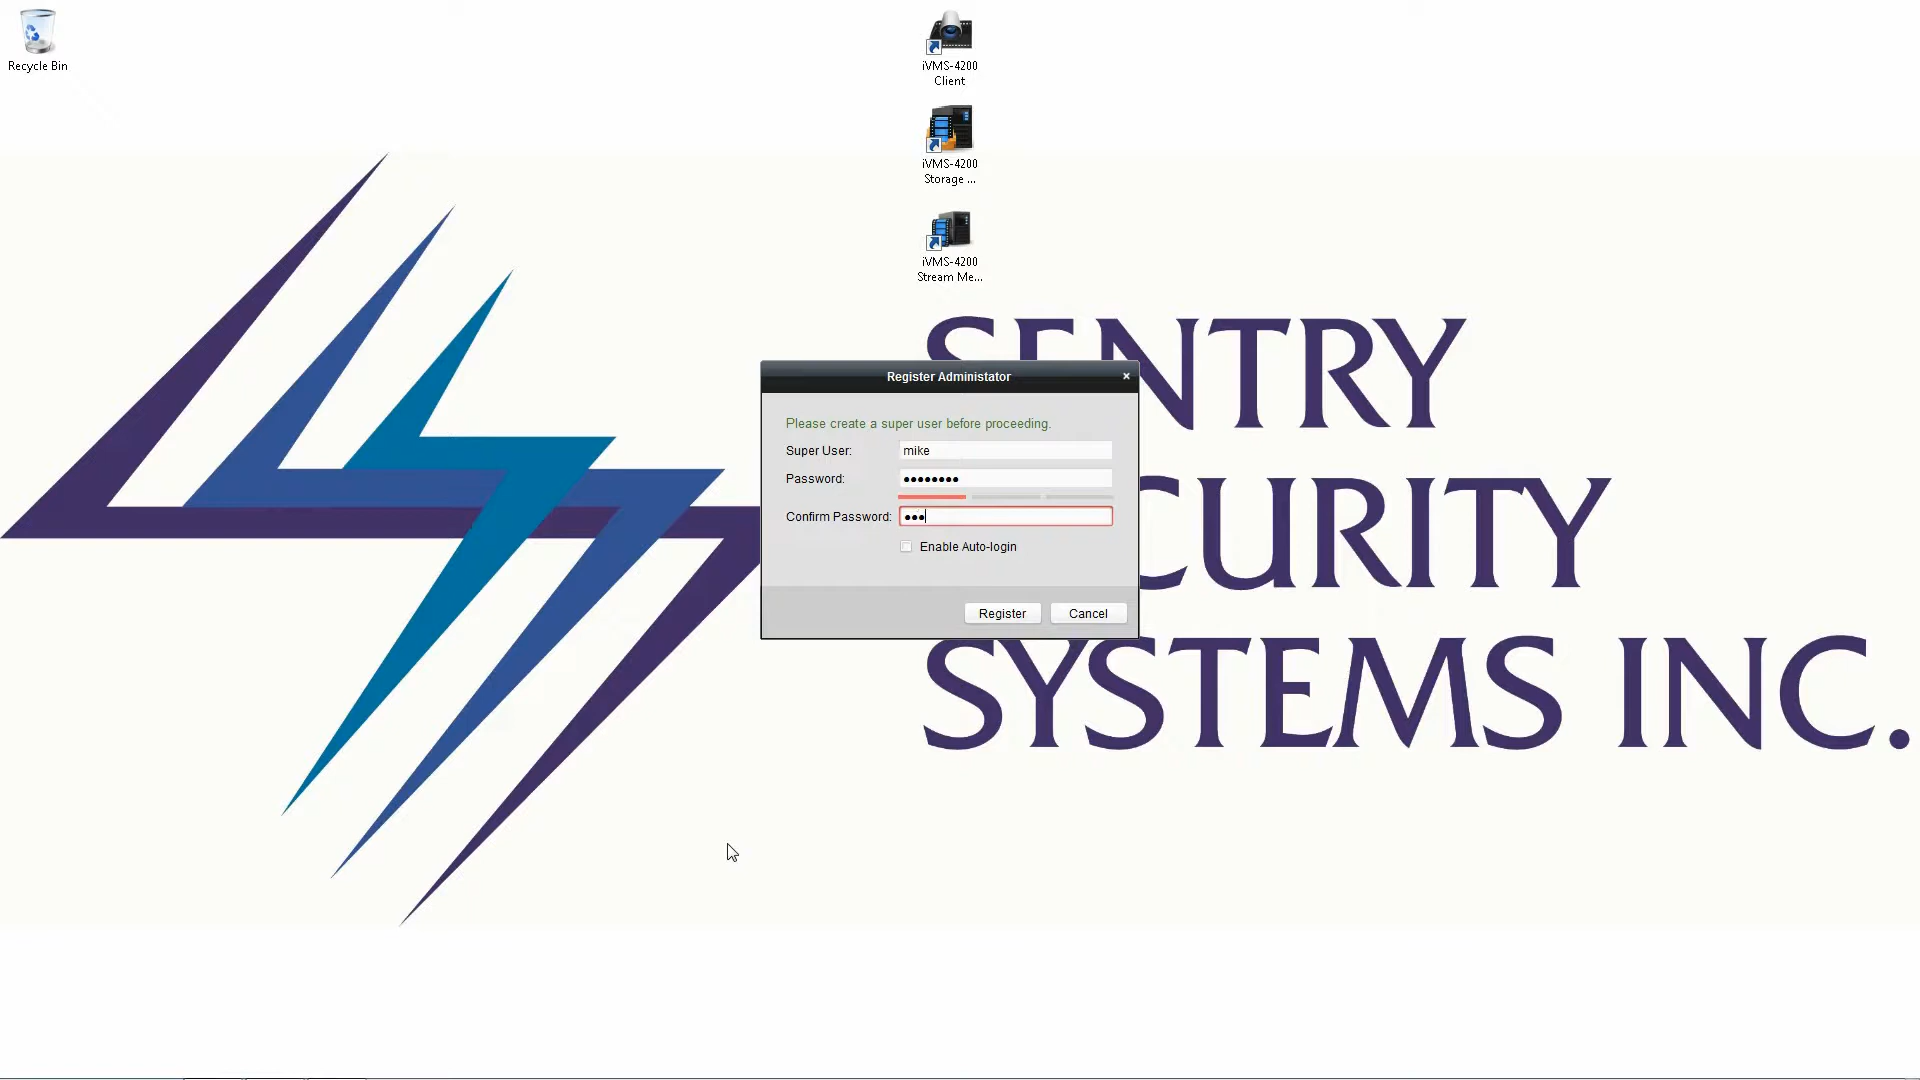 Recycle Bin
iVMS-4200
Client
iVMS-4200
Storage ...
iVMS-4200
Stream Me...
SENTRY
Register Administator
Please create a super user before proceeding.
Super User: mike
Password: ●●●●●●●●
Confirm Password: ●●●
Enable Auto-login
Register Cancel
CURITY
SYSTEMS INC.